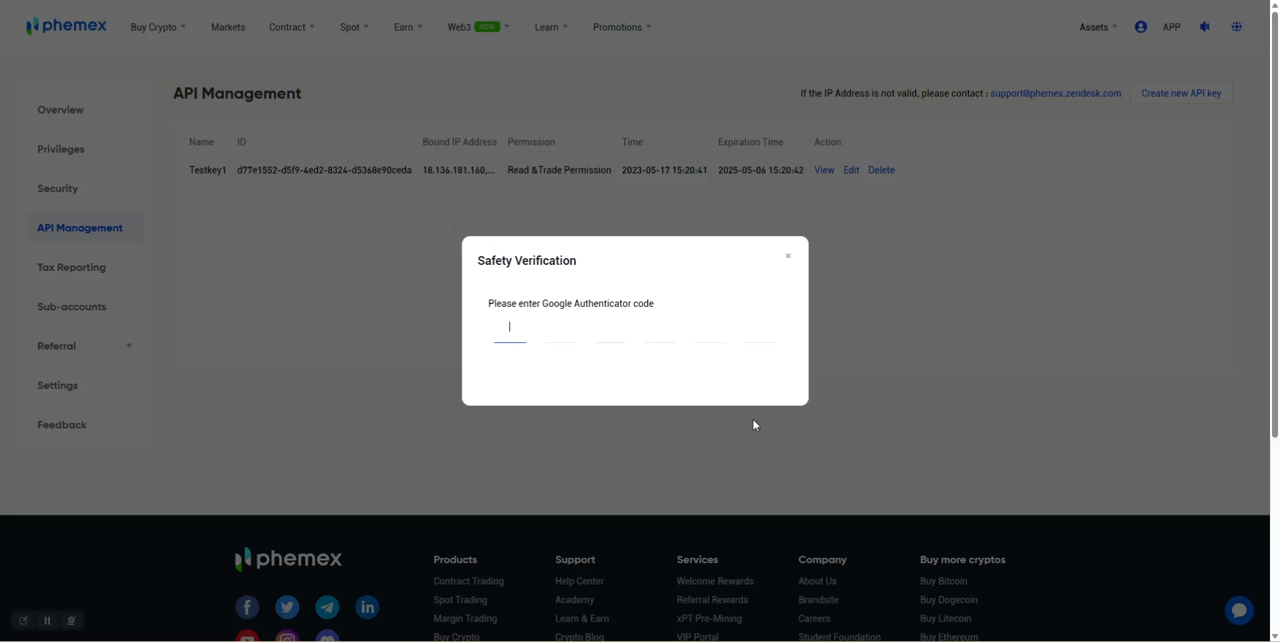 phemex
Buy Crypto Markets Contract Spot Earn Web3 NEW Learn Promotions Assets APP
Overview
Privileges
Security
API Management
Tax Reporting
Sub-accounts
Referral
Settings
Feedback
API Management
If the IP Address is not valid, please contact : support@phemex.zendesk.com Create new API key
Name ID Bound IP Address Permission Time Expiration Time Action
Testkey1 d77e1552-d5f9-4ed2-8324-d5368e90ceda 18.136.181.160,... Read &Trade Permission 2023-05-17 15:20:41 2025-05-06 15:20:42 View Edit Delete
Safety Verification ×
Please enter Google Authenticator code
phemex
Products
Contract Trading
Spot Trading
Margin Trading
Buy Crypto
Support
Help Center
Academy
Learn & Earn
Crypto Blog
Services
Welcome Rewards
Referral Rewards
xPT Pre-Mining
VIP Portal
Company
About Us
Brandsite
Careers
Student Foundation
Buy more cryptos
Buy Bitcoin
Buy Dogecoin
Buy Litecoin
Buy Ethereum